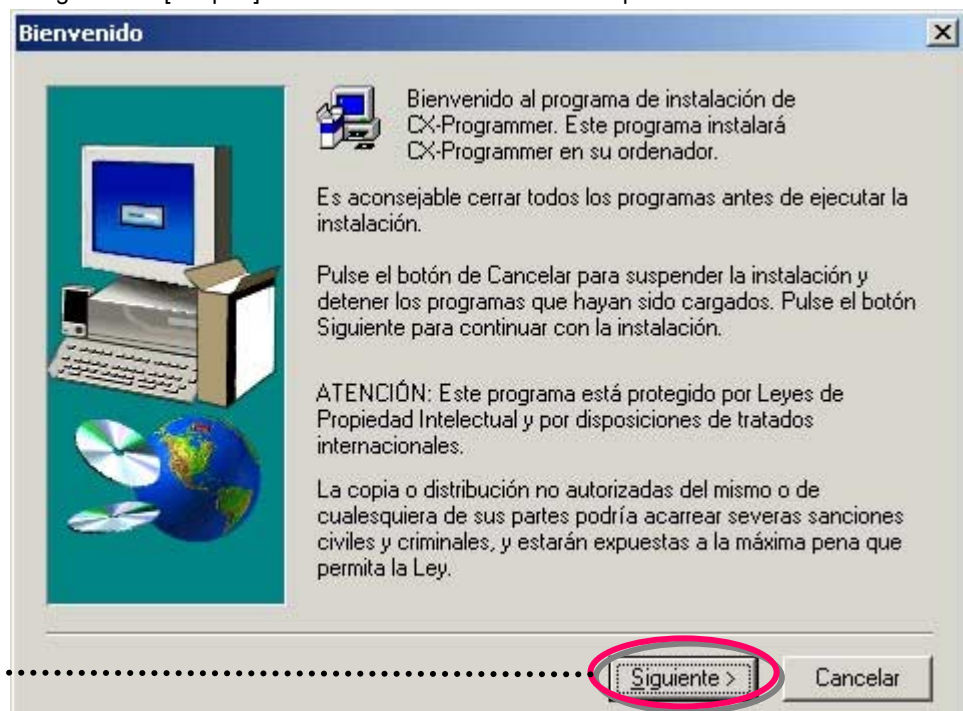 Bienvenido
Bienvenido al programa de instalación de
CX-Programmer. Este programa instalará
CX-Programmer en su ordenador.
Es aconsejable cerrar todos los programas antes de ejecutar la
instalación.
Pulse el botón de Cancelar para suspender la instalación y
detener los programas que hayan sido cargados. Pulse el botón
Siguiente para continuar con la instalación.
ATENCIÓN: Este programa está protegido por Leyes de
Propiedad Intelectual y por disposiciones de tratados
internacionales.
La copia o distribución no autorizadas del mismo o de
cualesquiera de sus partes podría acarrear severas sanciones
civiles y criminales, y estarán expuestas a la máxima pena que
permita la Ley.
Siguiente >
Cancelar